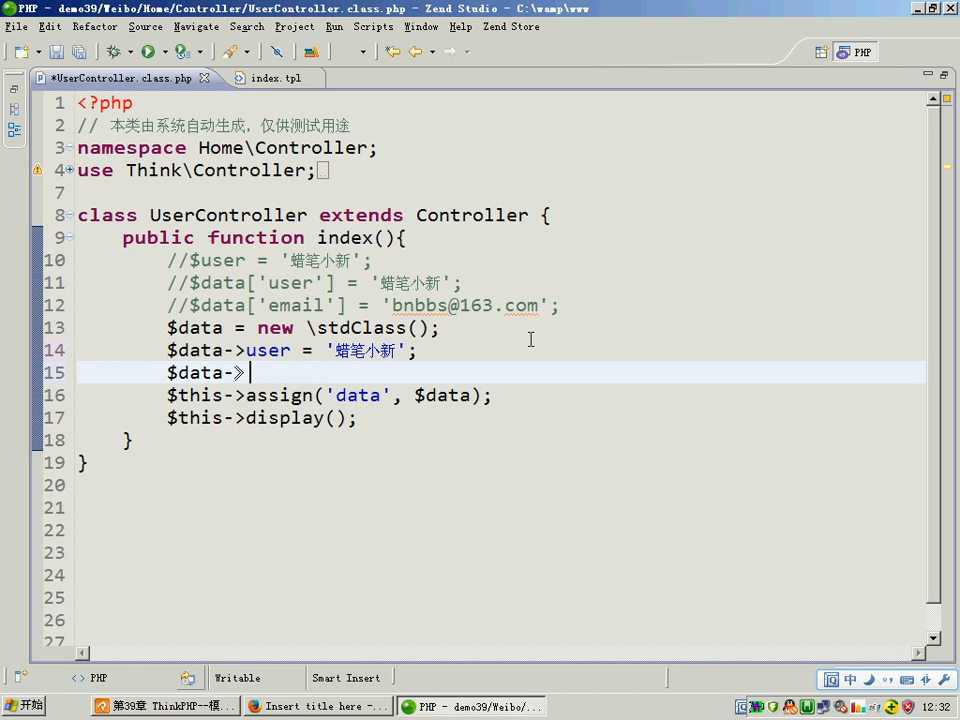 PHP - demo39/Weibo/Home/Controller/UserController.class.php - Zend Studio - C:\wamp\www
File Edit Refactor Source Navigate Search Project Run Scripts Window Help Zend Store
PHP
*UserController.class.php index.tpl
1 <?php
2 // 本类由系统自动生成，仅供测试用途
3 namespace Home\Controller;
4 use Think\Controller;
7
8 class UserController extends Controller {
9 public function index(){
10 //$user = '蜡笔小新';
11 //$data['user'] = '蜡笔小新';
12 //$data['email'] = 'bnbbs@163.com';
13 $data = new \stdClass();
14 $data->user = '蜡笔小新';
15 $data-》
16 $this->assign('data', $data);
17 $this->display();
18 }
19 }
20
21
22
23
24
25
26
27
<> PHP Writable Smart Insert
中
开始 第39章 ThinkPHP--模... Insert title here -... PHP - demo39/Weibo/... 12:32